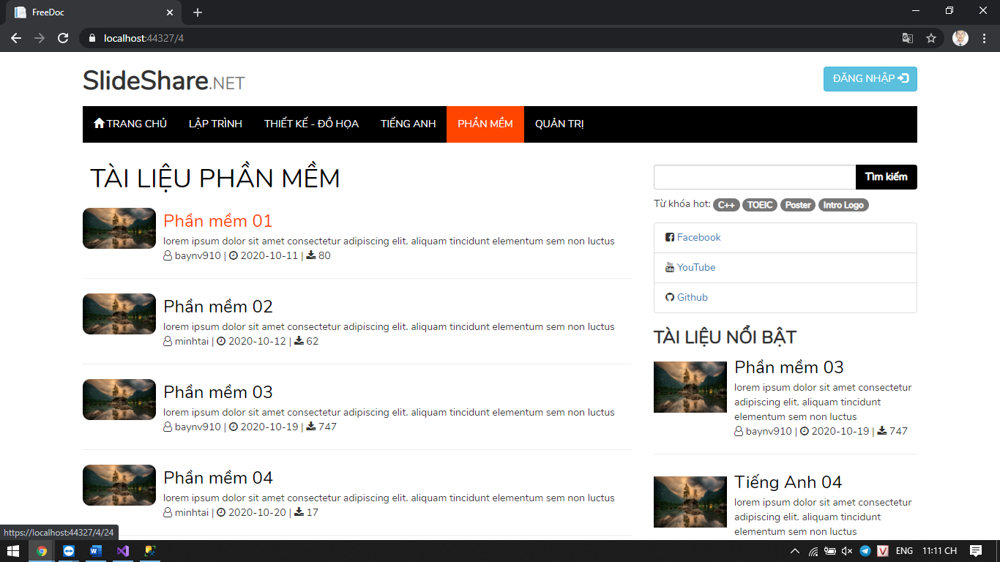 FreeDoc
localhost:44327/4
SlideShare.NET
ĐĂNG NHẬP
TRANG CHỦ LẬP TRÌNH THIẾT KẾ - ĐỒ HỌA TIẾNG ANH PHẦN MỀM QUẢN TRỊ
TÀI LIỆU PHẦN MỀM
Phần mềm 01
lorem ipsum dolor sit amet consectetur adipiscing elit. aliquam tincidunt elementum sem non luctus
baynv910 | 2020-10-11 | 80
Phần mềm 02
lorem ipsum dolor sit amet consectetur adipiscing elit. aliquam tincidunt elementum sem non luctus
minhtai | 2020-10-12 | 62
Phần mềm 03
lorem ipsum dolor sit amet consectetur adipiscing elit. aliquam tincidunt elementum sem non luctus
baynv910 | 2020-10-19 | 747
Phần mềm 04
lorem ipsum dolor sit amet consectetur adipiscing elit. aliquam tincidunt elementum sem non luctus
minhtai | 2020-10-20 | 17
Tìm kiếm
Từ khóa hot: C++ TOEIC Poster Intro Logo
Facebook
You Tube YouTube
Github
TÀI LIỆU NỔI BẬT
Phần mềm 03
lorem ipsum dolor sit amet consectetur
adipiscing elit. aliquam tincidunt
elementum sem non luctus
baynv910 | 2020-10-19 | 747
Tiếng Anh 04
lorem ipsum dolor sit amet consectetur
adipiscing elit. aliquam tincidunt
elementum sem non luctus
https://localhost:44327/4/24
ENG 11:11 CH